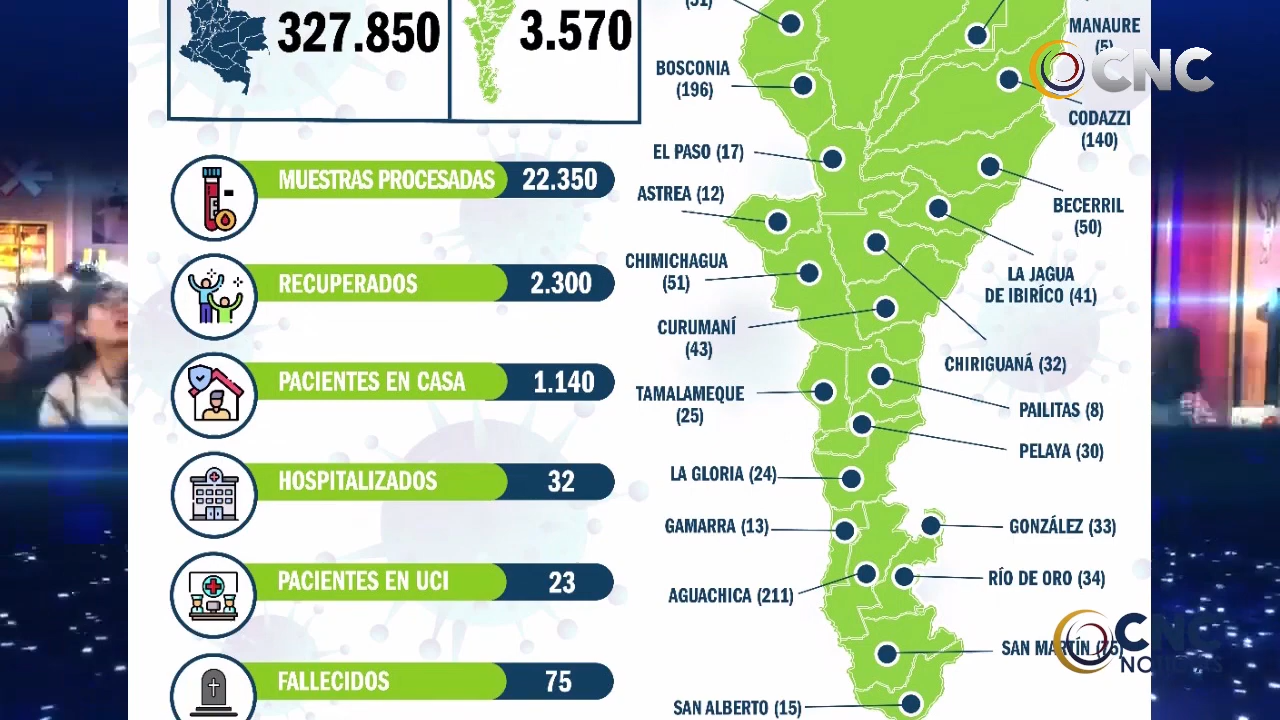 327.850
3.570
MUESTRAS PROCESADAS 22.350
RECUPERADOS 2.300
PACIENTES EN CASA 1.140
HOSPITALIZADOS 32
PACIENTES EN UCI 23
FALLECIDOS 75
MANAURE
(5)
CNC
BOSCONIA
(196)
CODAZZI
(140)
EL PASO (17)
ASTREA (12)
BECERRIL
(50)
CHIMICHAGUA
(51)
LA JAGUA
DE IBIRÍCO (41)
CURUMANÍ
(43)
CHIRIGUANÁ (32)
TAMALAMEQUE
(25)
PAILITAS (8)
PELAYA (30)
LA GLORIA (24)
GAMARRA (13)
GONZÁLEZ (33)
AGUACHICA (211)
RÍO DE ORO (34)
SAN MARTÍN (75)
CNC
NOTICIAS
SAN ALBERTO (15)